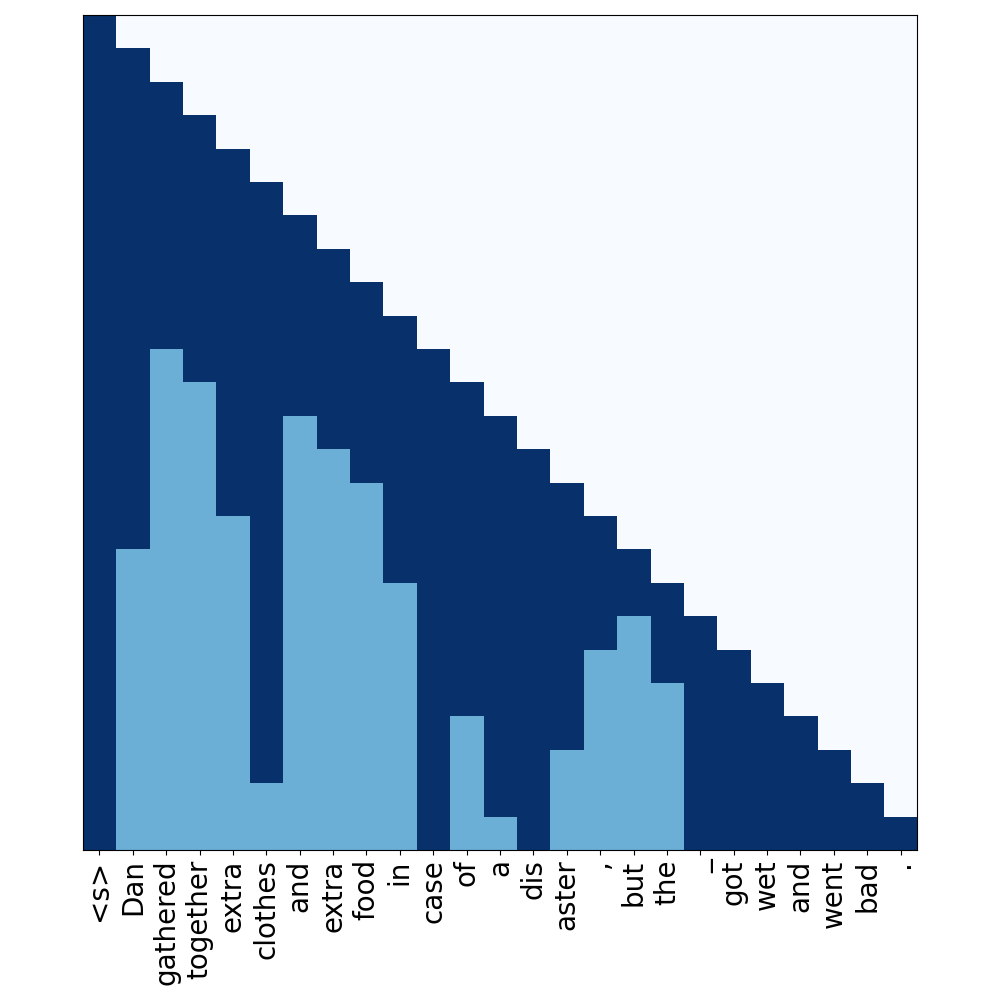 <s> Dan gathered together extra clothes and extra food in case of a dis aster , but the _ got wet and went bad .